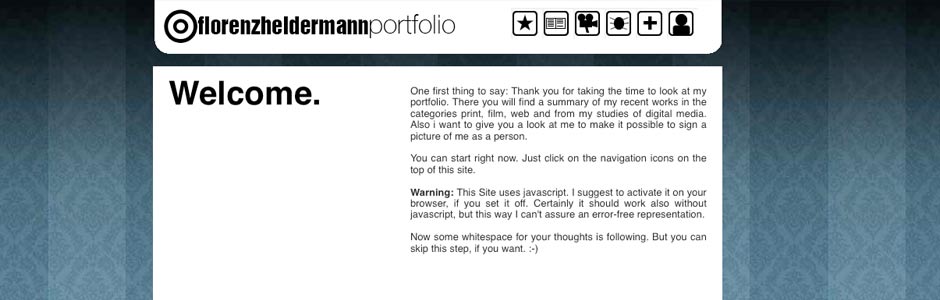 florenzheldermannportfolio
Welcome.
One first thing to say: Thank you for taking the time to look at my
portfolio. There you will find a summary of my recent works in the
categories print, film, web and from my studies of digital media.
Also i want to give you a look at me to make it possible to sign a
picture of me as a person.
You can start right now. Just click on the navigation icons on the
top of this site.
Warning: This Site uses javascript. I suggest to activate it on your
browser, if you set it off. Certainly it should work also without
javascript, but this way I can't assure an error-free representation.
Now some whitespace for your thoughts is following. But you can
skip this step, if you want. :-)